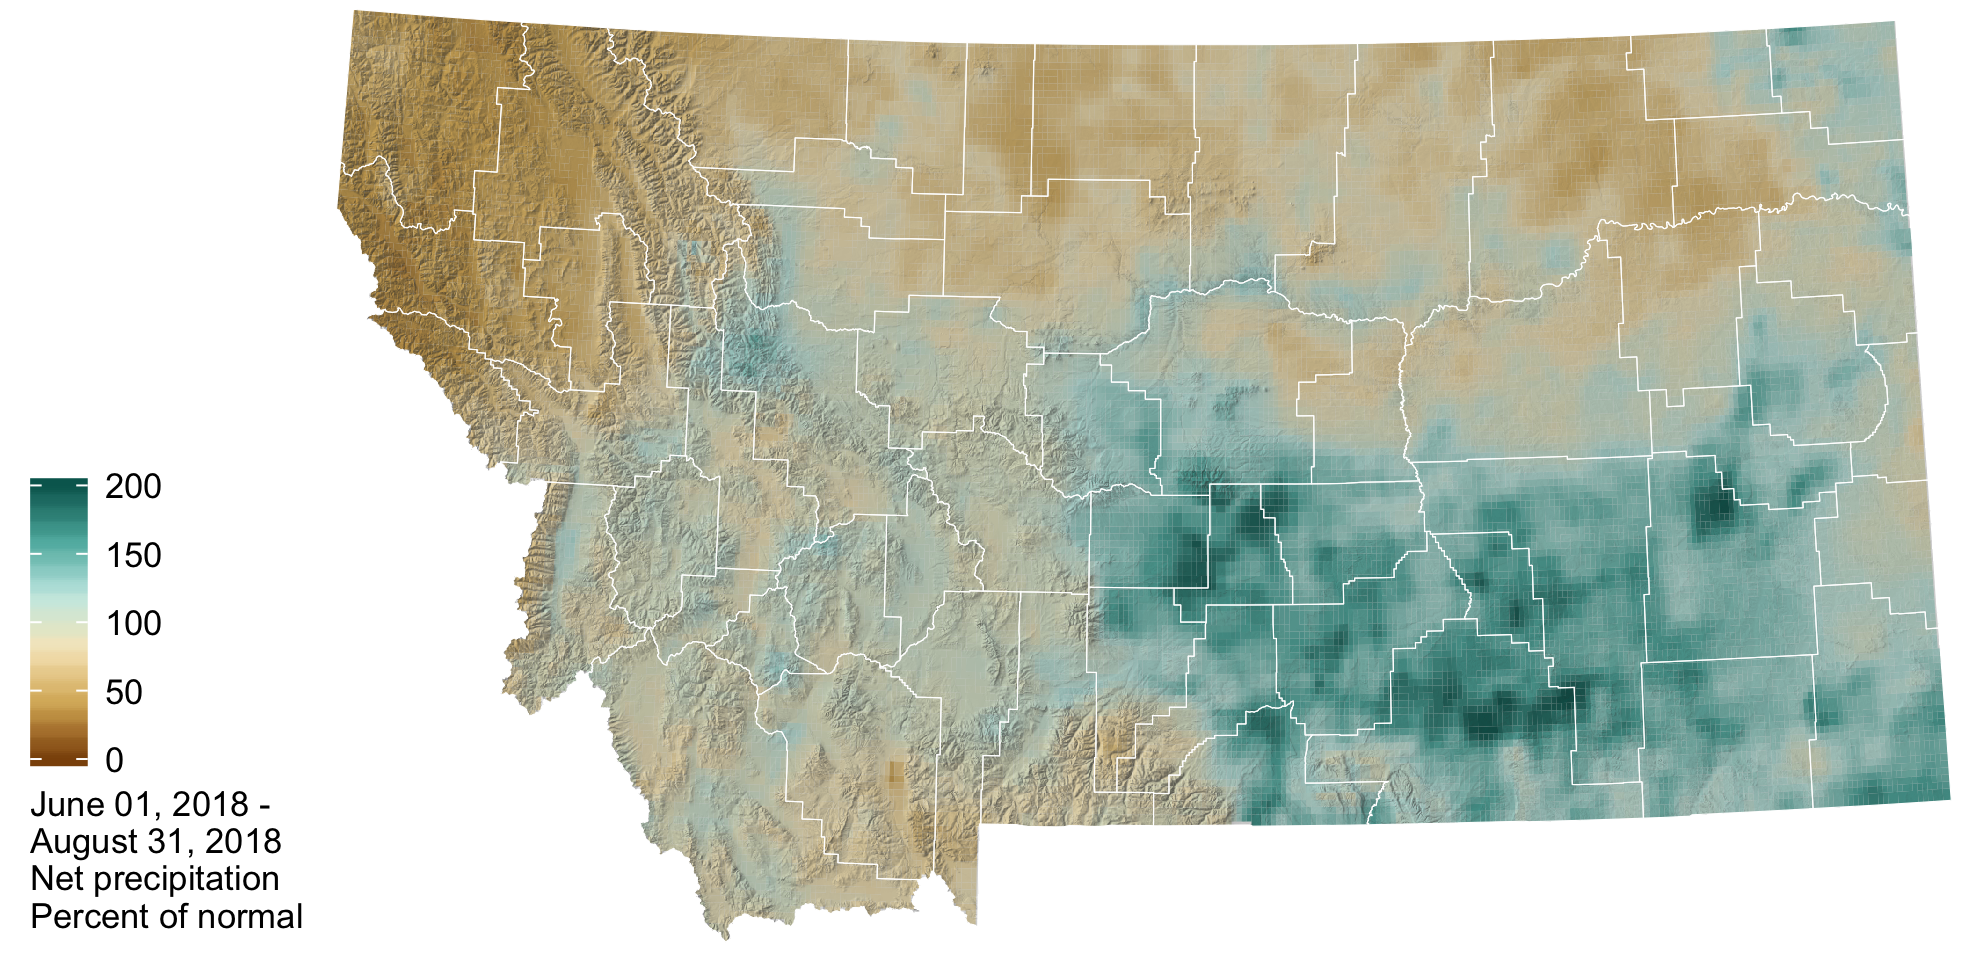 200
150
100
50
0
June 01, 2018 -
August 31, 2018
Net precipitation
Percent of normal